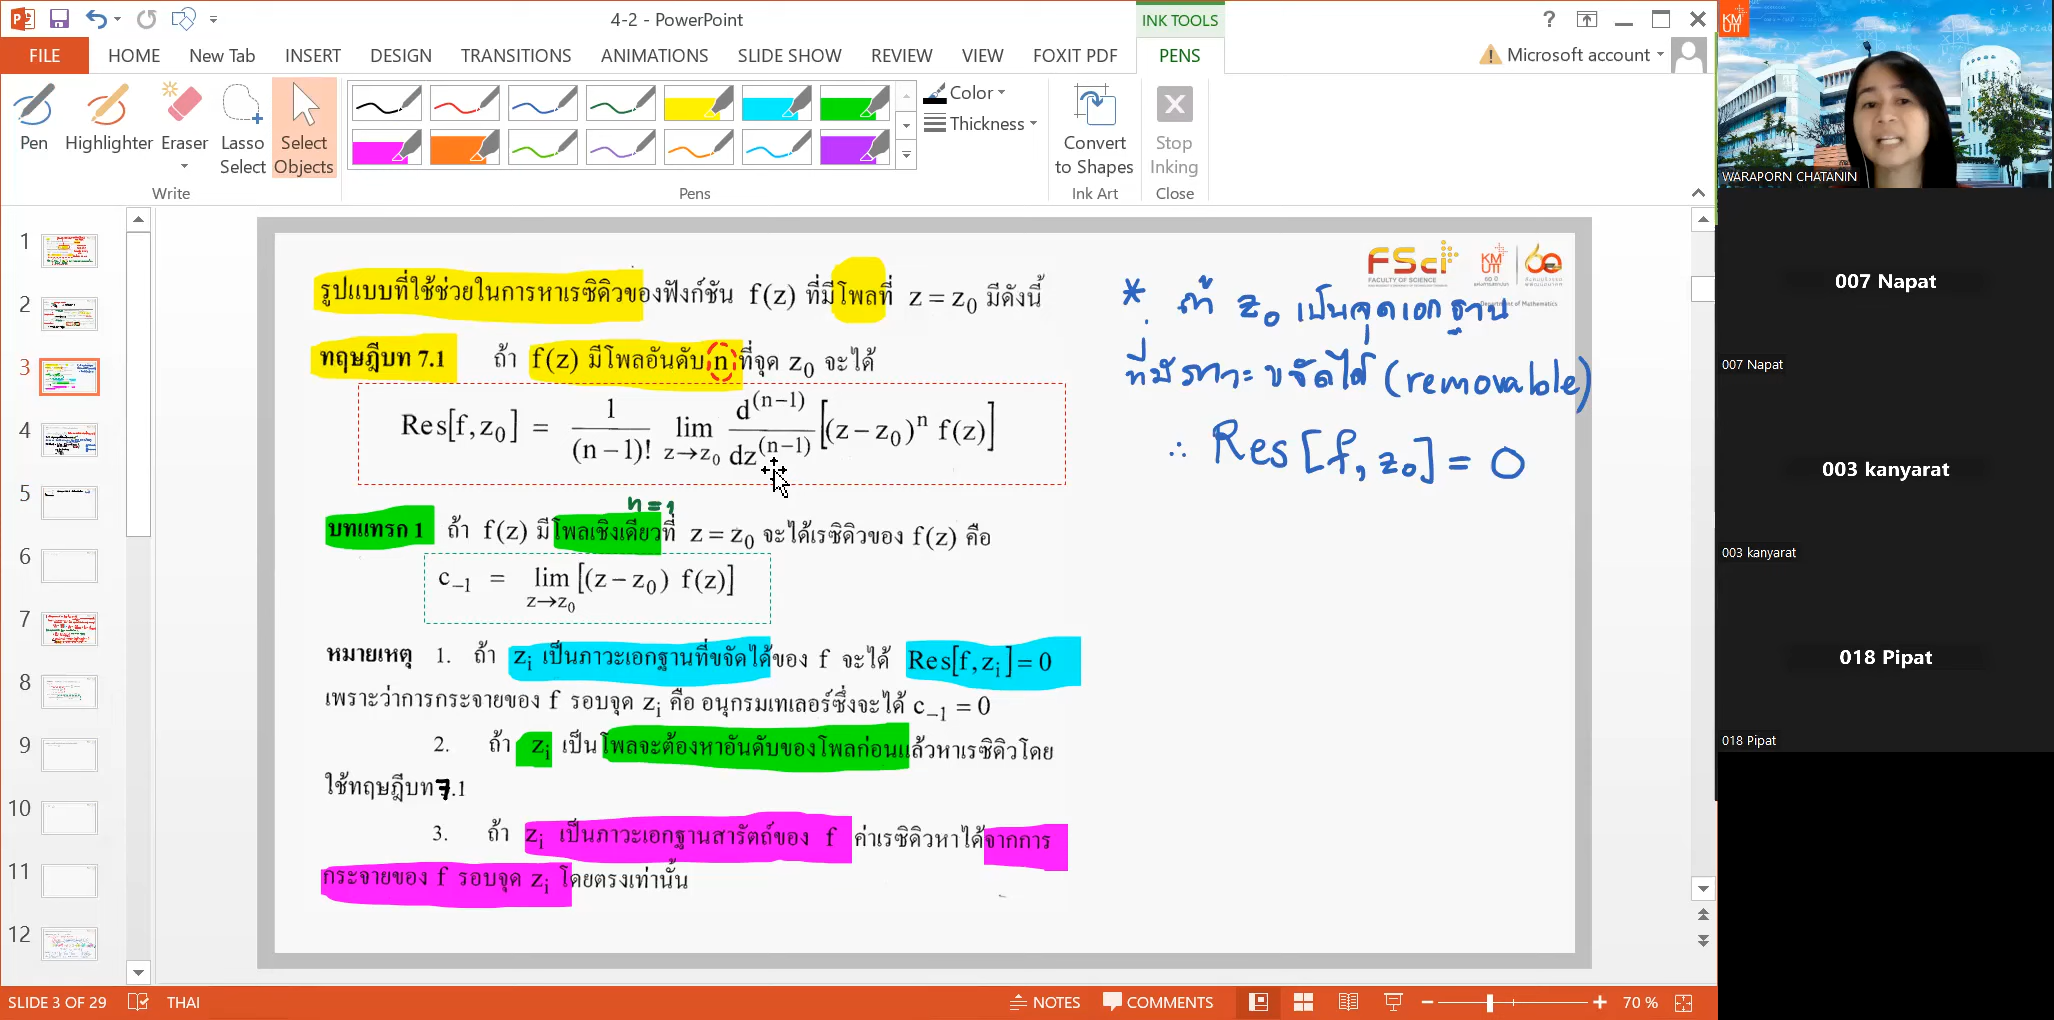 4-2 - PowerPoint
INK TOOLS
FILE HOME New Tab INSERT DESIGN TRANSITIONS ANIMATIONS SLIDE SHOW REVIEW VIEW FOXIT PDF PENS Microsoft account
Pen Highlighter Eraser Lasso Select Select Objects
Color
Thickness
Convert to Shapes
Stop Inking
Write Pens Ink Art Close
WARAPORN CHATANIN
007 Napat
007 Napat
003 kanyarat
003 kanyarat
018 Pipat
018 Pipat
1
2
3
4
5
6
7
8
9
10
11
12
FSci KMUTT
FACULTY OF SCIENCE
Department of Mathematics
รูปแบบที่ใช้ช่วยในการหาเรซิดิวของฟังก์ชัน f(z) ที่มีโพลที่ z = z₀ มีดังนี้
ทฤษฎีบท 7.1 ถ้า f(z) มีโพลอันดับ n ที่จุด z₀ จะได้
Res[f, z₀] = 1/(n−1)! lim z→z₀ d⁽ⁿ⁻¹⁾/dz⁽ⁿ⁻¹⁾ [(z−z₀)ⁿ f(z)]
n=1
บทแทรก 1 ถ้า f(z) มีโพลเชิงเดียวที่ z = z₀ จะได้เรซิดิวของ f(z) คือ
c₋₁ = lim z→z₀ [(z−z₀) f(z)]
หมายเหตุ 1. ถ้า zᵢ เป็นภาวะเอกฐานที่ขจัดได้ของ f จะได้ Res[f, zᵢ] = 0
เพราะว่าการกระจายของ f รอบจุด zᵢ คือ อนุกรมเทเลอร์ซึ่งจะได้ c₋₁ = 0
2. ถ้า zᵢ เป็นโพลจะต้องหาอันดับของโพลก่อนแล้วหาเรซิดิวโดย
ใช้ทฤษฎีบท 7.1
3. ถ้า zᵢ เป็นภาวะเอกฐานสารัตถ์ของ f ค่าเรซิดิวหาได้จากการ
กระจายของ f รอบจุด zᵢ โดยตรงเท่านั้น
* ถ้า z₀ เป็นจุดเอกฐาน
ที่มีภาวะขจัดได้ (removable)
∴ Res[f, z₀] = 0
SLIDE 3 OF 29 THAI NOTES COMMENTS 70 %